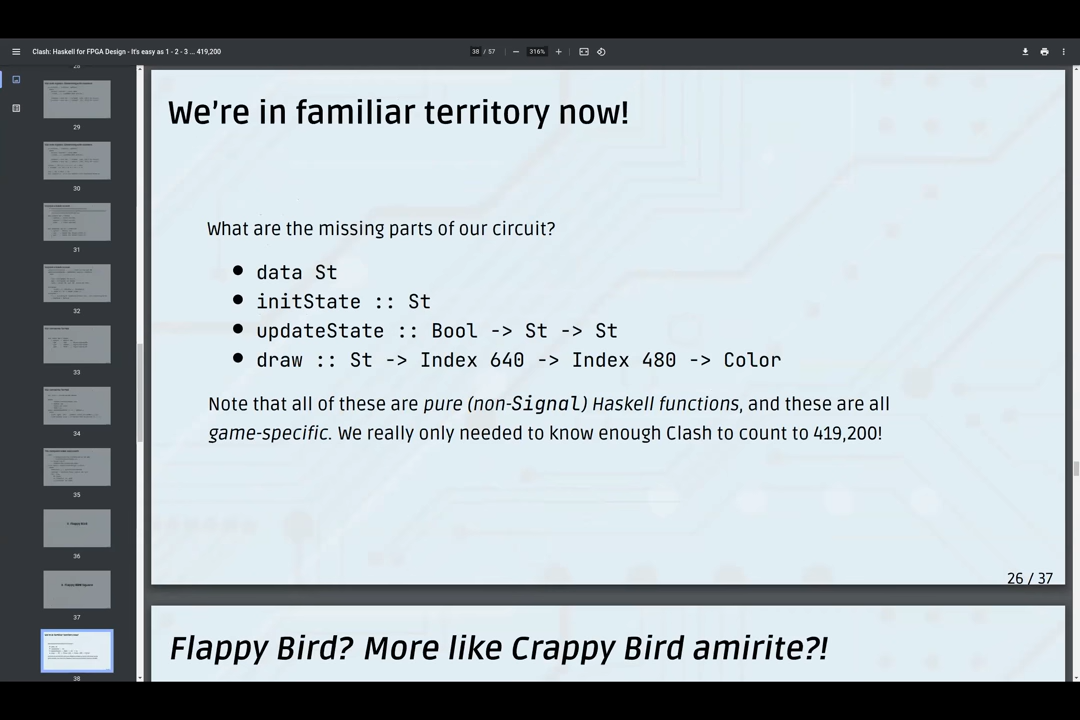 Clash: Haskell for FPGA Design - It's easy as 1 - 2 - 3 ... 419,200
38 / 57
316%
29
30
31
32
33
34
35
36
37
38
We're in familiar territory now!
What are the missing parts of our circuit?
data St
initState :: St
updateState :: Bool -> St -> St
draw :: St -> Index 640 -> Index 480 -> Color
Note that all of these are pure (non-Signal) Haskell functions, and these are all
game-specific. We really only needed to know enough Clash to count to 419,200!
26 / 37
Flappy Bird? More like Crappy Bird amirite?!